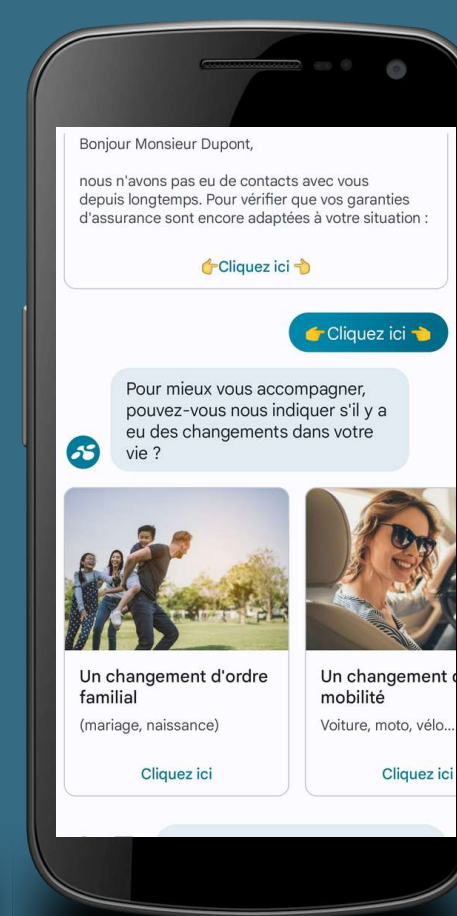 Bonjour Monsieur Dupont,
nous n'avons pas eu de contacts avec vous
depuis longtemps. Pour vérifier que vos garanties
d'assurance sont encore adaptées à votre situation :
👉Cliquez ici 👈
👉Cliquez ici 👈
Pour mieux vous accompagner,
pouvez-vous nous indiquer s'il y a
eu des changements dans votre
vie ?
Un changement d'ordre
familial
(mariage, naissance)
Cliquez ici
Un changement
mobilité
Voiture, moto, vélo...
Cliquez ici